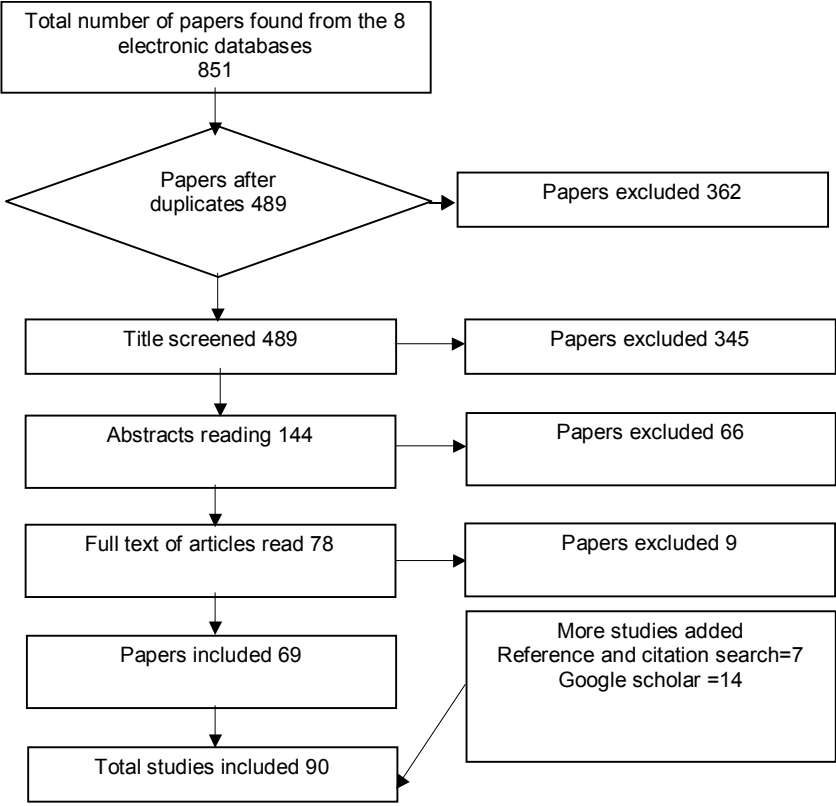 Total number of papers found from the 8
electronic databases
851
Papers after
duplicates 489
Papers excluded 362
Title screened 489
Papers excluded 345
Abstracts reading 144
Papers excluded 66
Full text of articles read 78
Papers excluded 9
Papers included 69
More studies added
Reference and citation search=7
Google scholar =14
Total studies included 90